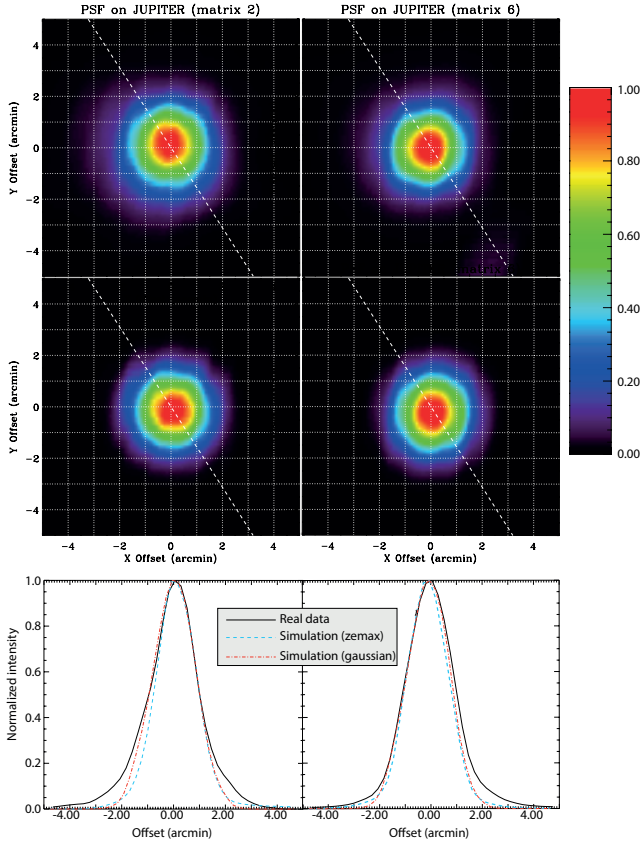 PSF on JUPITER (matrix 2)
PSF on JUPITER (matrix 6)
4
2
0
-2
-4
Y Offset (arcmin)
1.00
0.80
0.60
0.40
0.20
0.00
4
2
0
-2
-4
Y Offset (arcmin)
-4 -2 0 2 4
X Offset (arcmin)
-4 -2 0 2 4
X Offset (arcmin)
1.0
0.8
0.6
0.4
0.2
0.0
Normalized intensity
Real data
Simulation (zemax)
Simulation (gaussian)
-4.00 -2.00 0.00 2.00 4.00
Offset (arcmin)
-4.00 -2.00 0.00 2.00 4.00
Offset (arcmin)